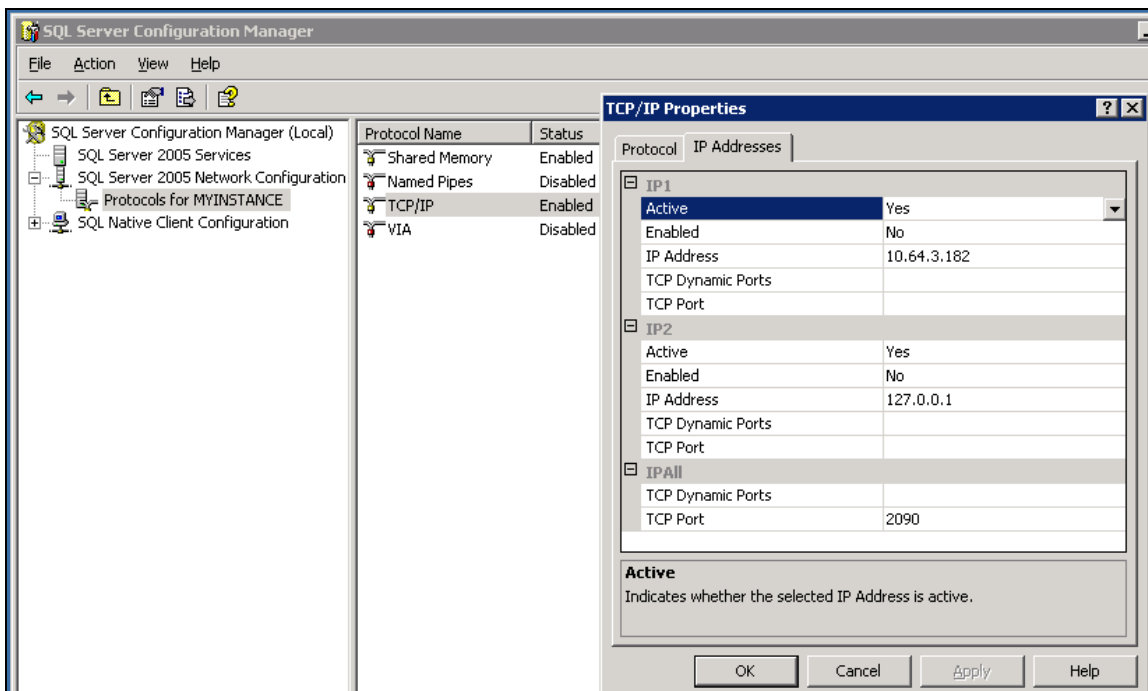 SQL Server Configuration Manager
File Action View Help
SQL Server Configuration Manager (Local)
SQL Server 2005 Services
SQL Server 2005 Network Configuration
Protocols for MYINSTANCE
SQL Native Client Configuration
Protocol Name Status
Shared Memory Enabled
Named Pipes Disabled
TCP/IP Enabled
VIA Disabled
TCP/IP Properties
Protocol IP Addresses
IP1
Active Yes
Enabled No
IP Address 10.64.3.182
TCP Dynamic Ports
TCP Port
IP2
Active Yes
Enabled No
IP Address 127.0.0.1
TCP Dynamic Ports
TCP Port
IPAll
TCP Dynamic Ports
TCP Port 2090
Active
Indicates whether the selected IP Address is active.
OK Cancel Apply Help